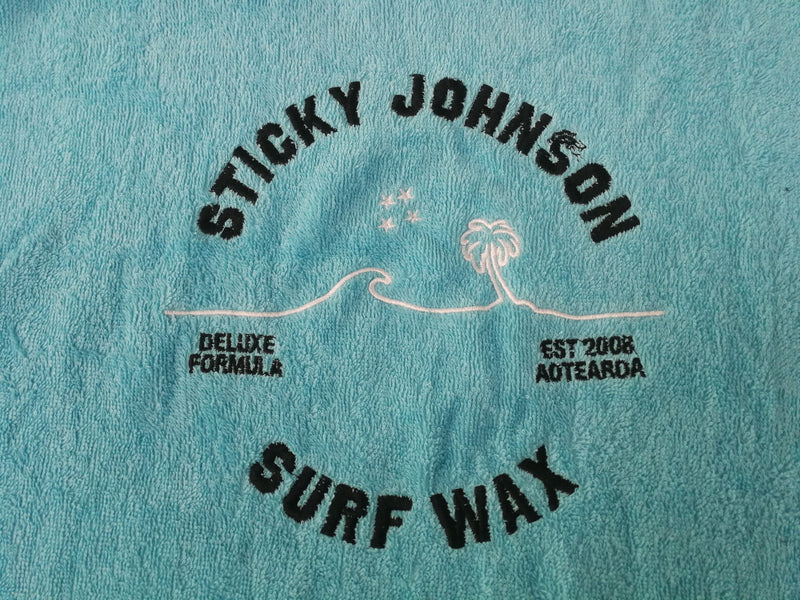 STICKY JOHNSON
DELUXE
FORMULA
EST 2008
AOTEAROA
SURF WAX